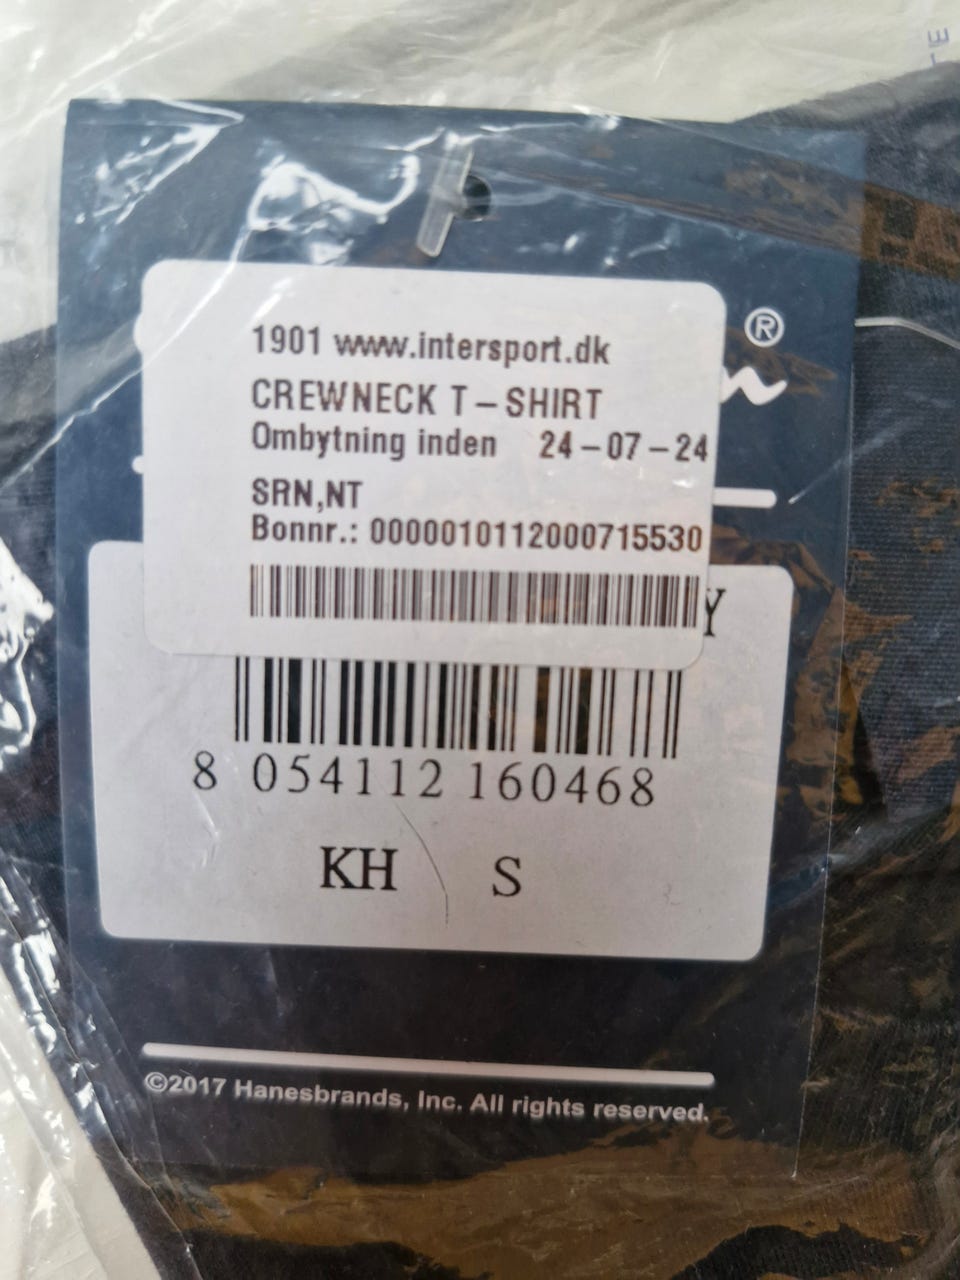 ®
1901 www.intersport.dk
CREWNECK T-SHIRT
Ombytning inden 24-07-24
SRN,NT
Bonnr.: 0000010112000715530
Y
8 054112 160468
KH S
©2017 Hanesbrands, Inc. All rights reserved.